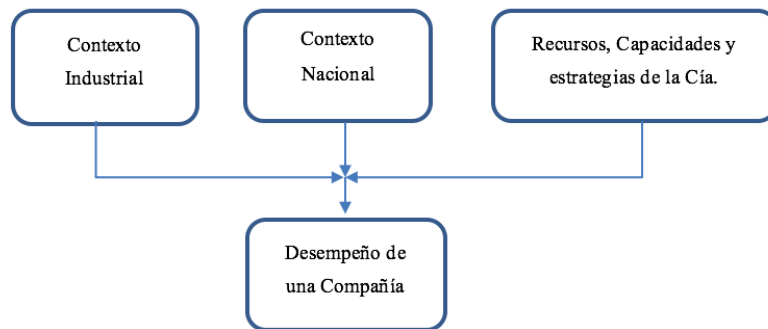 Contexto
Industrial
Contexto
Nacional
Recursos, Capacidades y
estrategias de la Cía.
Desempeño de
una Compañía